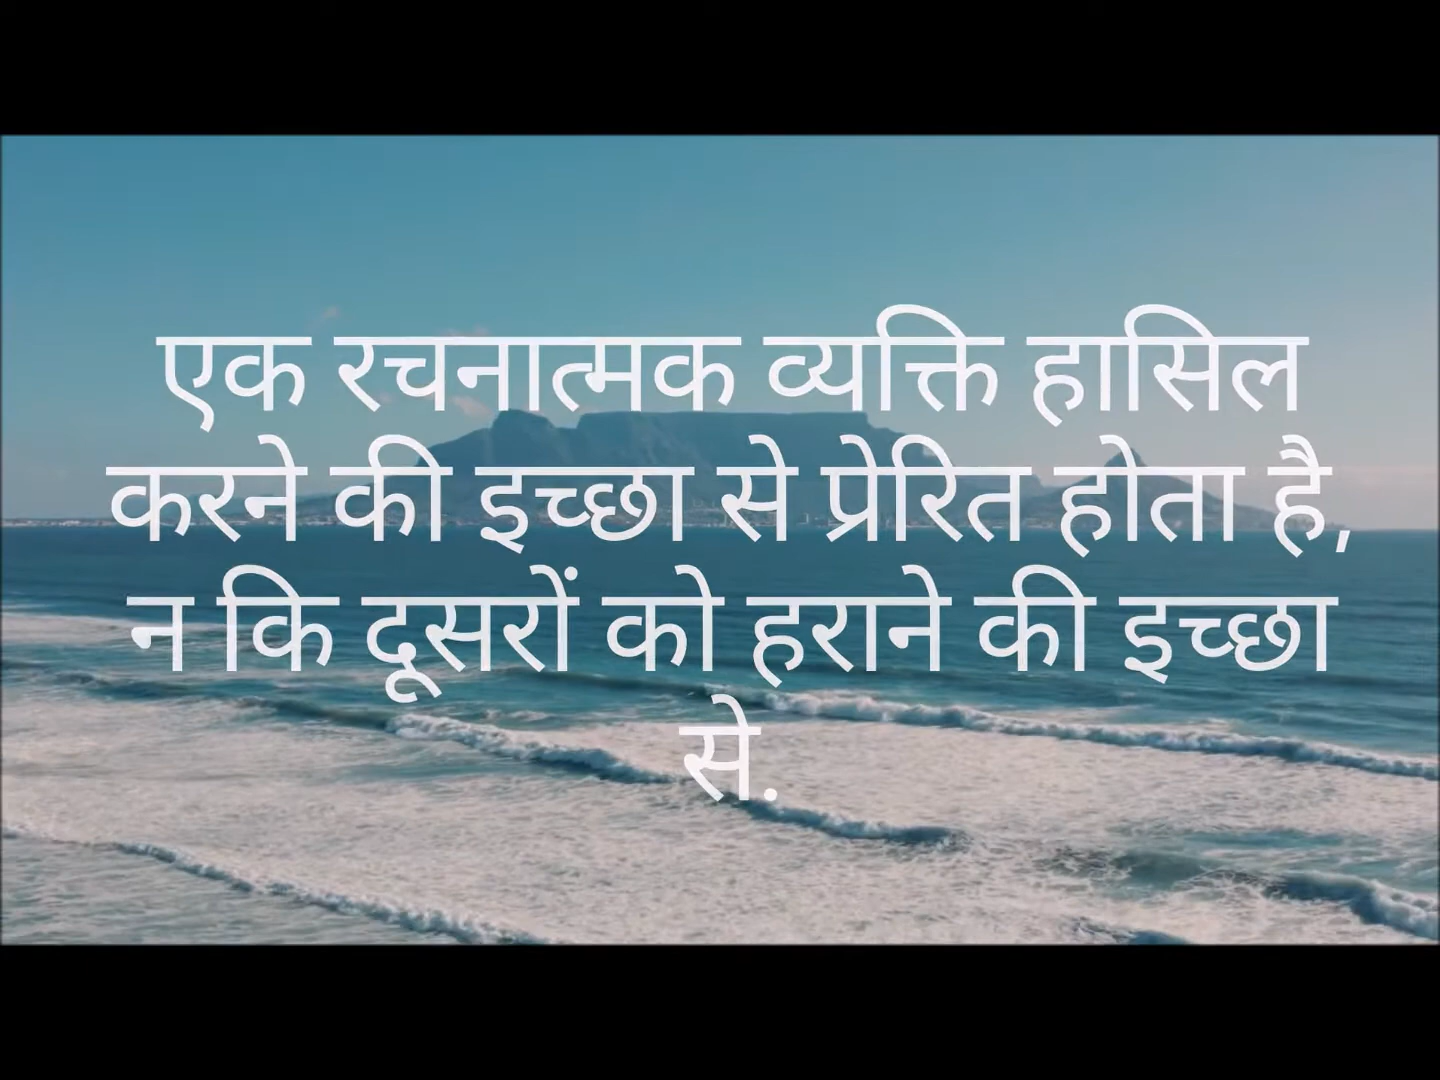 एक रचनात्मक व्यक्ति हासिल
करने की इच्छा से प्रेरित होता है,
न कि दूसरों को हराने की इच्छा
से.